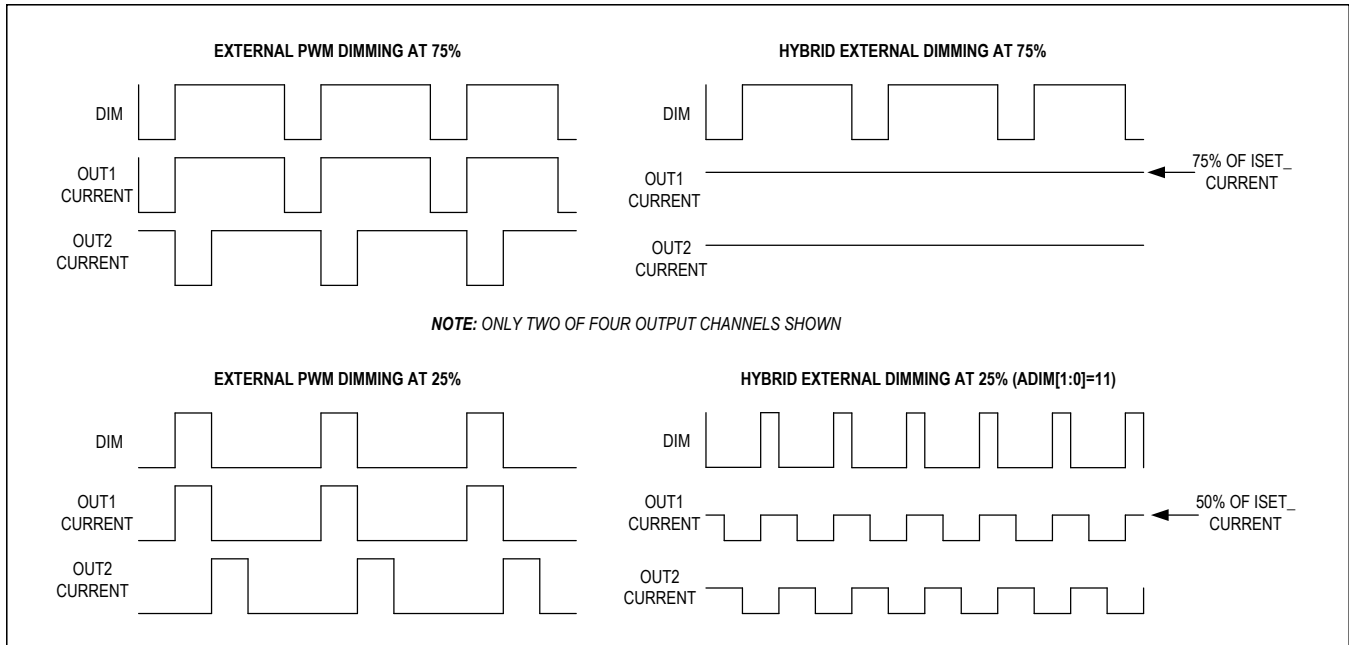 EXTERNAL PWM DIMMING AT 75%
DIM
OUT1
CURRENT
OUT2
CURRENT
HYBRID EXTERNAL DIMMING AT 75%
DIM
OUT1
CURRENT
75% OF ISET_
CURRENT
OUT2
CURRENT
NOTE: ONLY TWO OF FOUR OUTPUT CHANNELS SHOWN
EXTERNAL PWM DIMMING AT 25%
DIM
OUT1
CURRENT
OUT2
CURRENT
HYBRID EXTERNAL DIMMING AT 25% (ADIM[1:0]=11)
DIM
OUT1
CURRENT
50% OF ISET_
CURRENT
OUT2
CURRENT